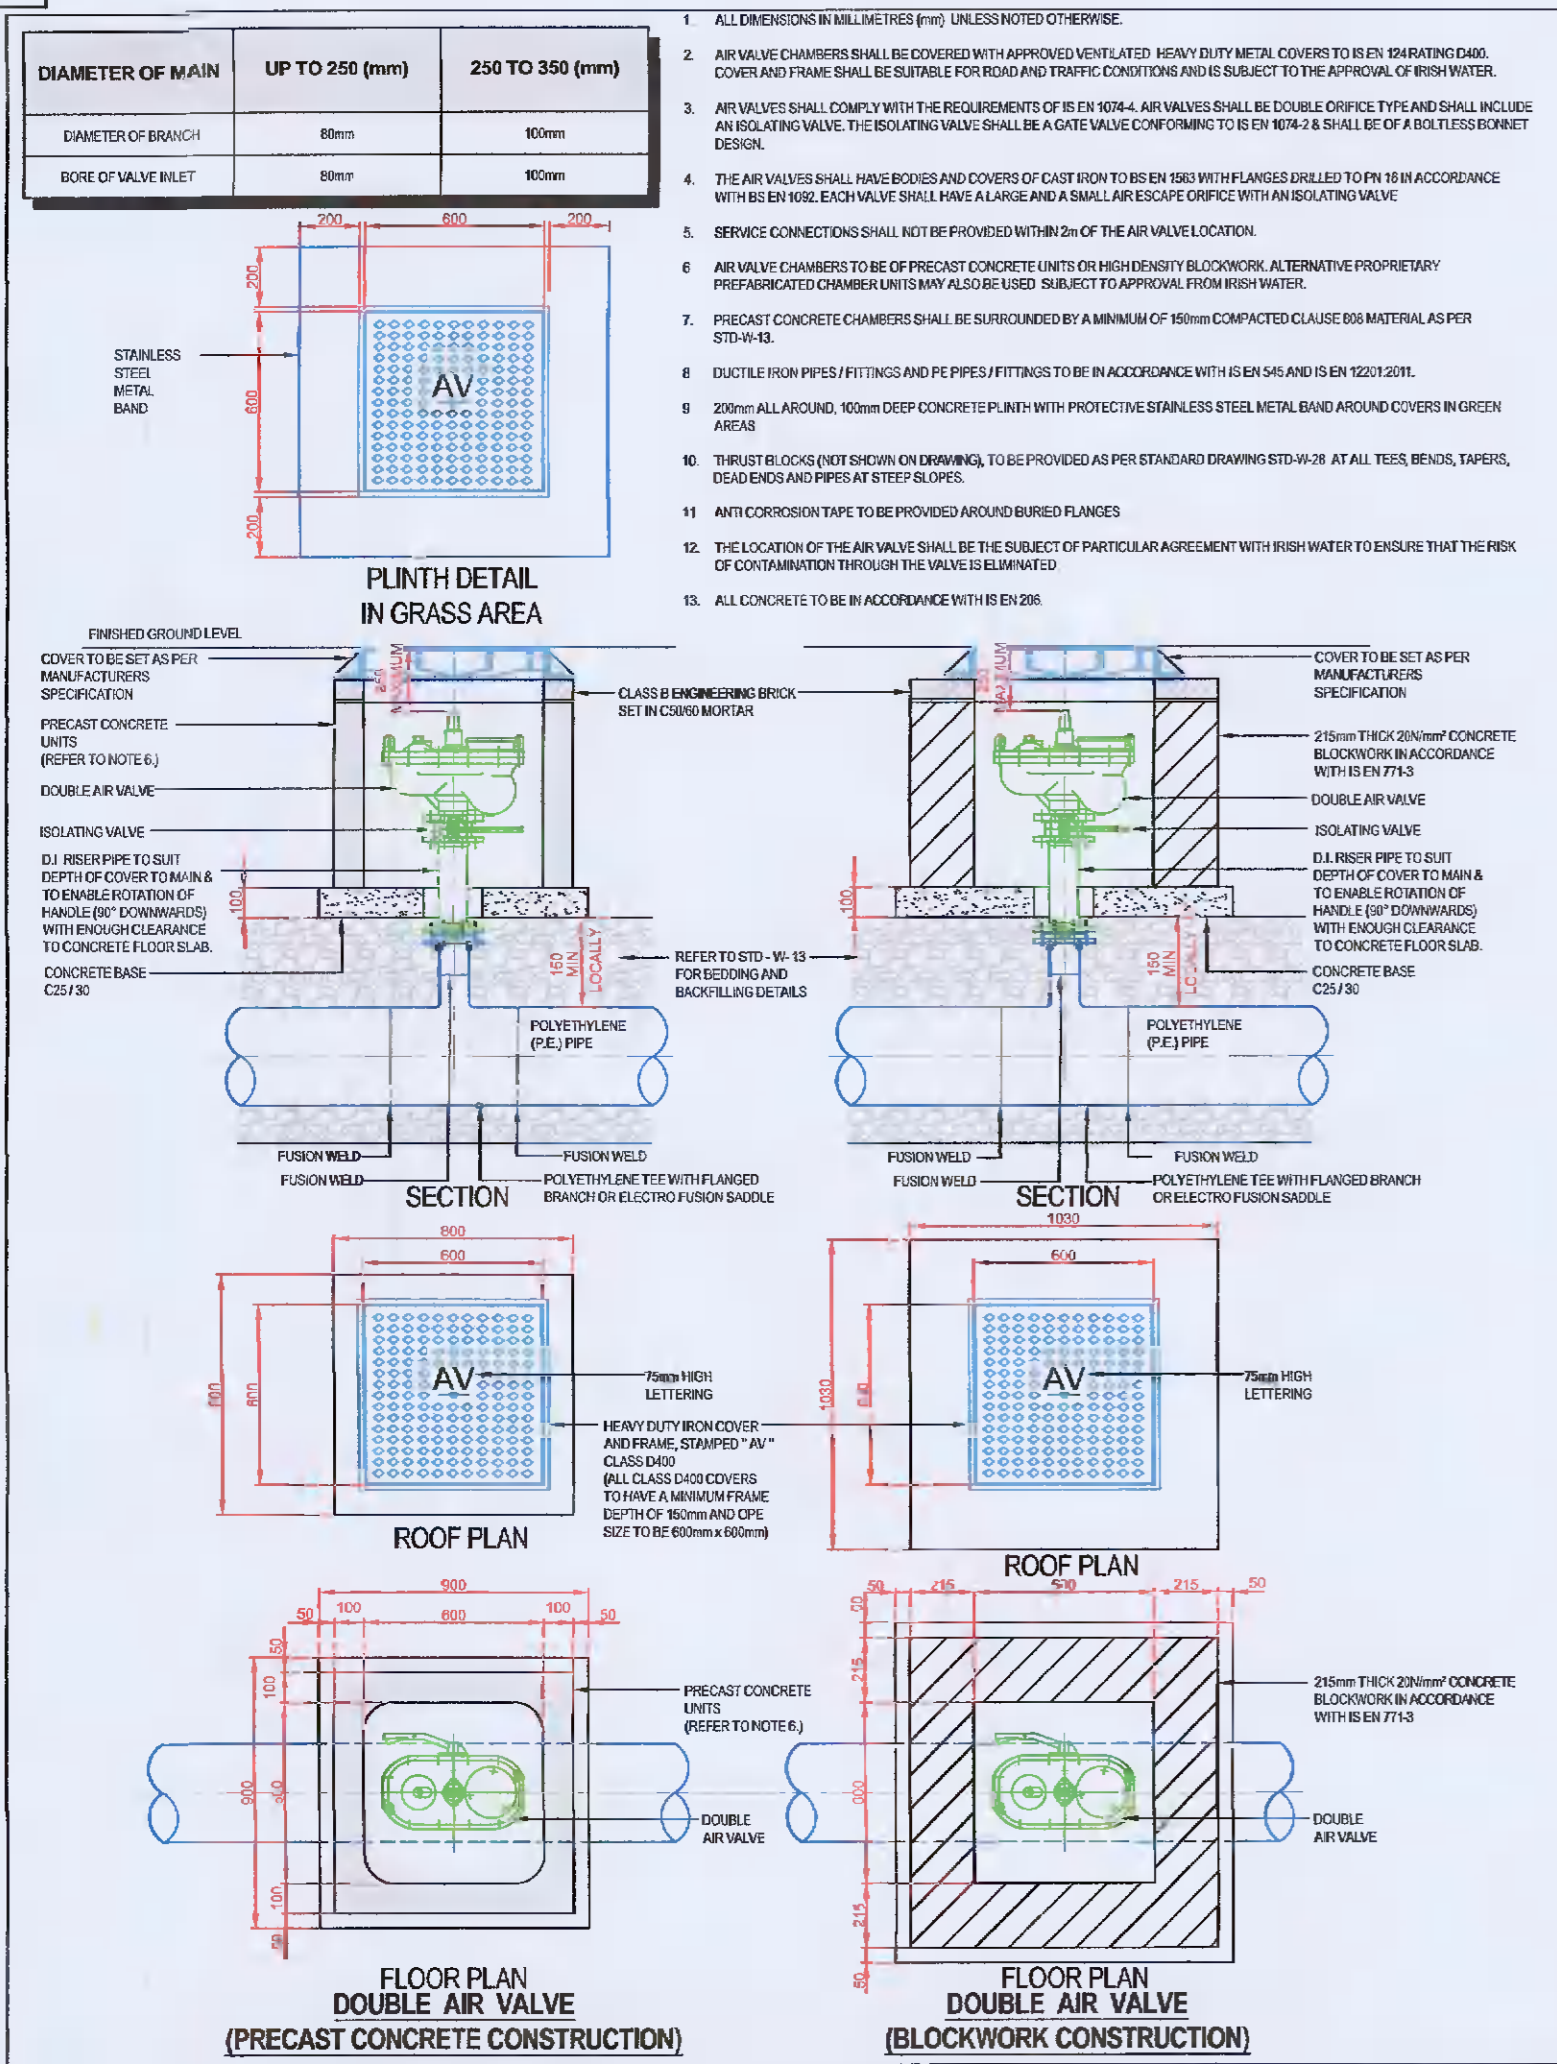 DIAMETER OF MAIN UP TO 250 (mm) 250 TO 350 (mm)
DIAMETER OF BRANCH 80mm 100mm
BORE OF VALVE INLET 80mm 100mm
1 ALL DIMENSIONS IN MILLIMETRES (mm) UNLESS NOTED OTHERWISE.
2. AIR VALVE CHAMBERS SHALL BE COVERED WITH APPROVED VENTILATED HEAVY DUTY METAL COVERS TO IS EN 124 RATING D400.
COVER AND FRAME SHALL BE SUITABLE FOR ROAD AND TRAFFIC CONDITIONS AND IS SUBJECT TO THE APPROVAL OF IRISH WATER.
3. AIR VALVES SHALL COMPLY WITH THE REQUIREMENTS OF IS EN 1074-4. AIR VALVES SHALL BE DOUBLE ORIFICE TYPE AND SHALL INCLUDE
AN ISOLATING VALVE. THE ISOLATING VALVE SHALL BE A GATE VALVE CONFORMING TO IS EN 1074-2 & SHALL BE OF A BOLTLESS BONNET
DESIGN.
4. THE AIR VALVES SHALL HAVE BODIES AND COVERS OF CAST IRON TO BS EN 1563 WITH FLANGES DRILLED TO PN 16 IN ACCORDANCE
WITH BS EN 1092. EACH VALVE SHALL HAVE A LARGE AND A SMALL AIR ESCAPE ORIFICE WITH AN ISOLATING VALVE
5. SERVICE CONNECTIONS SHALL NOT BE PROVIDED WITHIN 2m OF THE AIR VALVE LOCATION.
6 AIR VALVE CHAMBERS TO BE OF PRECAST CONCRETE UNITS OR HIGH DENSITY BLOCKWORK. ALTERNATIVE PROPRIETARY
PREFABRICATED CHAMBER UNITS MAY ALSO BE USED SUBJECT TO APPROVAL FROM IRISH WATER.
7. PRECAST CONCRETE CHAMBERS SHALL BE SURROUNDED BY A MINIMUM OF 150mm COMPACTED CLAUSE 808 MATERIAL AS PER
STD-W-13.
8 DUCTILE IRON PIPES / FITTINGS AND PE PIPES / FITTINGS TO BE IN ACCORDANCE WITH IS EN 545 AND IS EN 12201:2011.
9 200mm ALL AROUND, 100mm DEEP CONCRETE PLINTH WITH PROTECTIVE STAINLESS STEEL METAL BAND AROUND COVERS IN GREEN
AREAS
10. THRUST BLOCKS (NOT SHOWN ON DRAWING), TO BE PROVIDED AS PER STANDARD DRAWING STD-W-28 AT ALL TEES, BENDS, TAPERS,
DEAD ENDS AND PIPES AT STEEP SLOPES.
11 ANTI CORROSION TAPE TO BE PROVIDED AROUND BURIED FLANGES
12. THE LOCATION OF THE AIR VALVE SHALL BE THE SUBJECT OF PARTICULAR AGREEMENT WITH IRISH WATER TO ENSURE THAT THE RISK
OF CONTAMINATION THROUGH THE VALVE IS ELIMINATED
13. ALL CONCRETE TO BE IN ACCORDANCE WITH IS EN 206.
200 600 200
200
600
200
STAINLESS
STEEL
METAL
BAND
AV
PLINTH DETAIL
IN GRASS AREA
FINISHED GROUND LEVEL
COVER TO BE SET AS PER
MANUFACTURERS
SPECIFICATION
PRECAST CONCRETE
UNITS
(REFER TO NOTE 6.)
DOUBLE AIR VALVE
ISOLATING VALVE
D.I. RISER PIPE TO SUIT
DEPTH OF COVER TO MAIN &
TO ENABLE ROTATION OF
HANDLE (90° DOWNWARDS)
WITH ENOUGH CLEARANCE
TO CONCRETE FLOOR SLAB.
CONCRETE BASE
C25 / 30
MAXIMUM
100
150
MIN
LOCALLY
CLASS B ENGINEERING BRICK
SET IN C50/60 MORTAR
REFER TO STD - W- 13
FOR BEDDING AND
BACKFILLING DETAILS
POLYETHYLENE
(P.E.) PIPE
FUSION WELD
FUSION WELD
FUSION WELD
POLYETHYLENE TEE WITH FLANGED
BRANCH OR ELECTRO FUSION SADDLE
SECTION
250
MAXIMUM
100
150
MIN
LOCALLY
COVER TO BE SET AS PER
MANUFACTURERS
SPECIFICATION
215mm THICK 20N/mm² CONCRETE
BLOCKWORK IN ACCORDANCE
WITH IS EN 771-3
DOUBLE AIR VALVE
ISOLATING VALVE
D.I. RISER PIPE TO SUIT
DEPTH OF COVER TO MAIN &
TO ENABLE ROTATION OF
HANDLE (90° DOWNWARDS)
WITH ENOUGH CLEARANCE
TO CONCRETE FLOOR SLAB.
CONCRETE BASE
C25 / 30
POLYETHYLENE
(P.E.) PIPE
FUSION WELD
FUSION WELD
FUSION WELD
POLYETHYLENE TEE WITH FLANGED BRANCH
OR ELECTRO FUSION SADDLE
SECTION
800
600
800
600
AV
75mm HIGH
LETTERING
HEAVY DUTY IRON COVER
AND FRAME, STAMPED " AV "
CLASS D400
(ALL CLASS D400 COVERS
TO HAVE A MINIMUM FRAME
DEPTH OF 150mm AND OPE
SIZE TO BE 600mm x 600mm)
ROOF PLAN
1030
600
1030
AV
75mm HIGH
LETTERING
ROOF PLAN
900
50 100 600 100 50
50
100
900
100
50
PRECAST CONCRETE
UNITS
(REFER TO NOTE 6.)
DOUBLE
AIR VALVE
FLOOR PLAN
DOUBLE AIR VALVE
(PRECAST CONCRETE CONSTRUCTION)
50 215 215 50
215
600
215
50
215mm THICK 20N/mm² CONCRETE
BLOCKWORK IN ACCORDANCE
WITH IS EN 771-3
DOUBLE
AIR VALVE
FLOOR PLAN
DOUBLE AIR VALVE
(BLOCKWORK CONSTRUCTION)